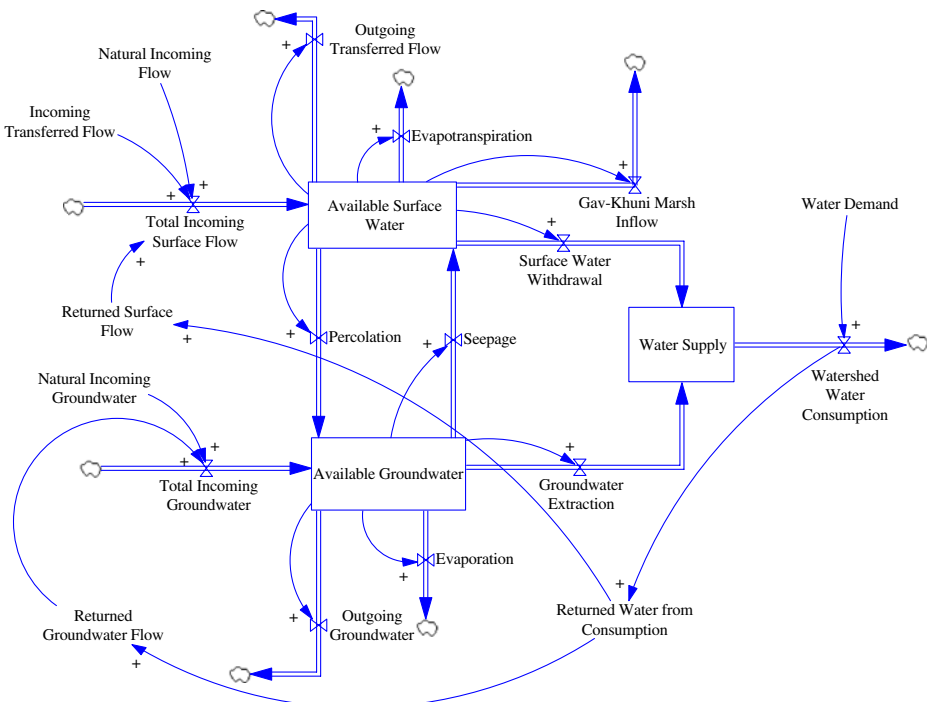 Outgoing
Transferred Flow
+
Natural Incoming
Flow
Incoming
Transferred Flow
+
Evapotranspiration
+
+
+
Total Incoming
Surface Flow
Available Surface
Water
Gav-Khuni Marsh
Inflow
Water Demand
+
Surface Water
Withdrawal
+
Returned Surface
Flow
+
+
Percolation
+
Seepage
Water Supply
+
Watershed
Water
Consumption
Natural Incoming
Groundwater
+
+
Total Incoming
Groundwater
Available Groundwater
+
Groundwater
Extraction
Evaporation
+
+
Returned Water from
Consumption
Returned
Groundwater Flow
+
+
Outgoing
Groundwater